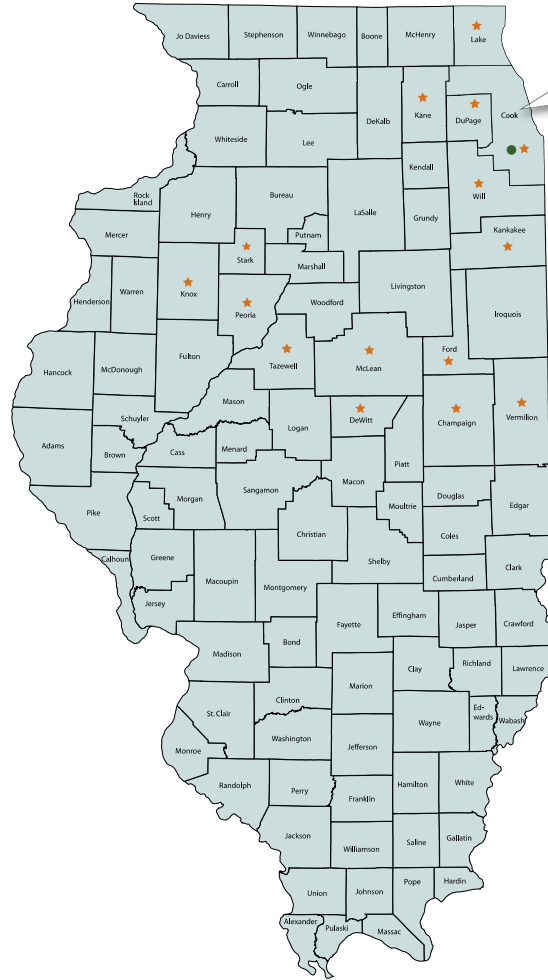 Jo Daviess
Stephenson
Winnebago
Boone
McHenry
Lake
Carroll
Ogle
DeKalb
Kane
DuPage
Cook
Whiteside
Lee
Kendall
Will
Rock
Island
Henry
Bureau
LaSalle
Grundy
Kankakee
Mercer
Putnam
Stark
Marshall
Henderson
Warren
Knox
Peoria
Woodford
Livingston
Iroquois
Hancock
McDonough
Fulton
Tazewell
McLean
Ford
Mason
Schuyler
Logan
DeWitt
Champaign
Vermilion
Adams
Brown
Cass
Menard
Piatt
Macon
Sangamon
Morgan
Scott
Pike
Christian
Moultrie
Douglas
Edgar
Coles
Calhoun
Greene
Macoupin
Montgomery
Shelby
Cumberland
Clark
Jersey
Fayette
Effingham
Jasper
Crawford
Madison
Bond
Clay
Richland
Lawrence
Marion
Clinton
St. Clair
Wayne
Ed-
wards
Wabash
Washington
Jefferson
Monroe
Randolph
Perry
Hamilton
White
Franklin
Jackson
Williamson
Saline
Gallatin
Union
Johnson
Pope
Hardin
Alexander
Pulaski
Massac